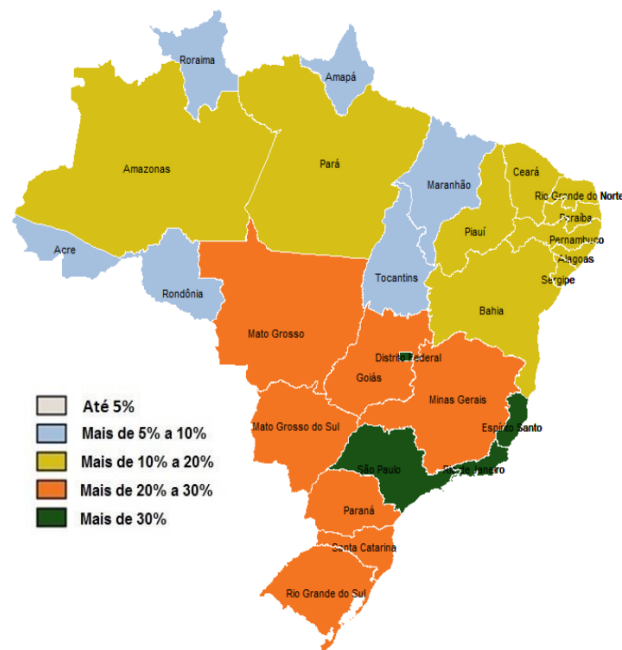 Roraima
Amapá
Amazonas
Pará
Maranhão
Ceará
Rio Grande do Norte
Paraíba
Piauí
Pernambuco
Alagoas
Sergipe
Acre
Rondônia
Tocantins
Bahia
Mato Grosso
Distrito Federal
Goiás
Minas Gerais
Mato Grosso do Sul
Espírito Santo
São Paulo
Rio de Janeiro
Paraná
Santa Catarina
Rio Grande do Sul
Até 5%
Mais de 5% a 10%
Mais de 10% a 20%
Mais de 20% a 30%
Mais de 30%